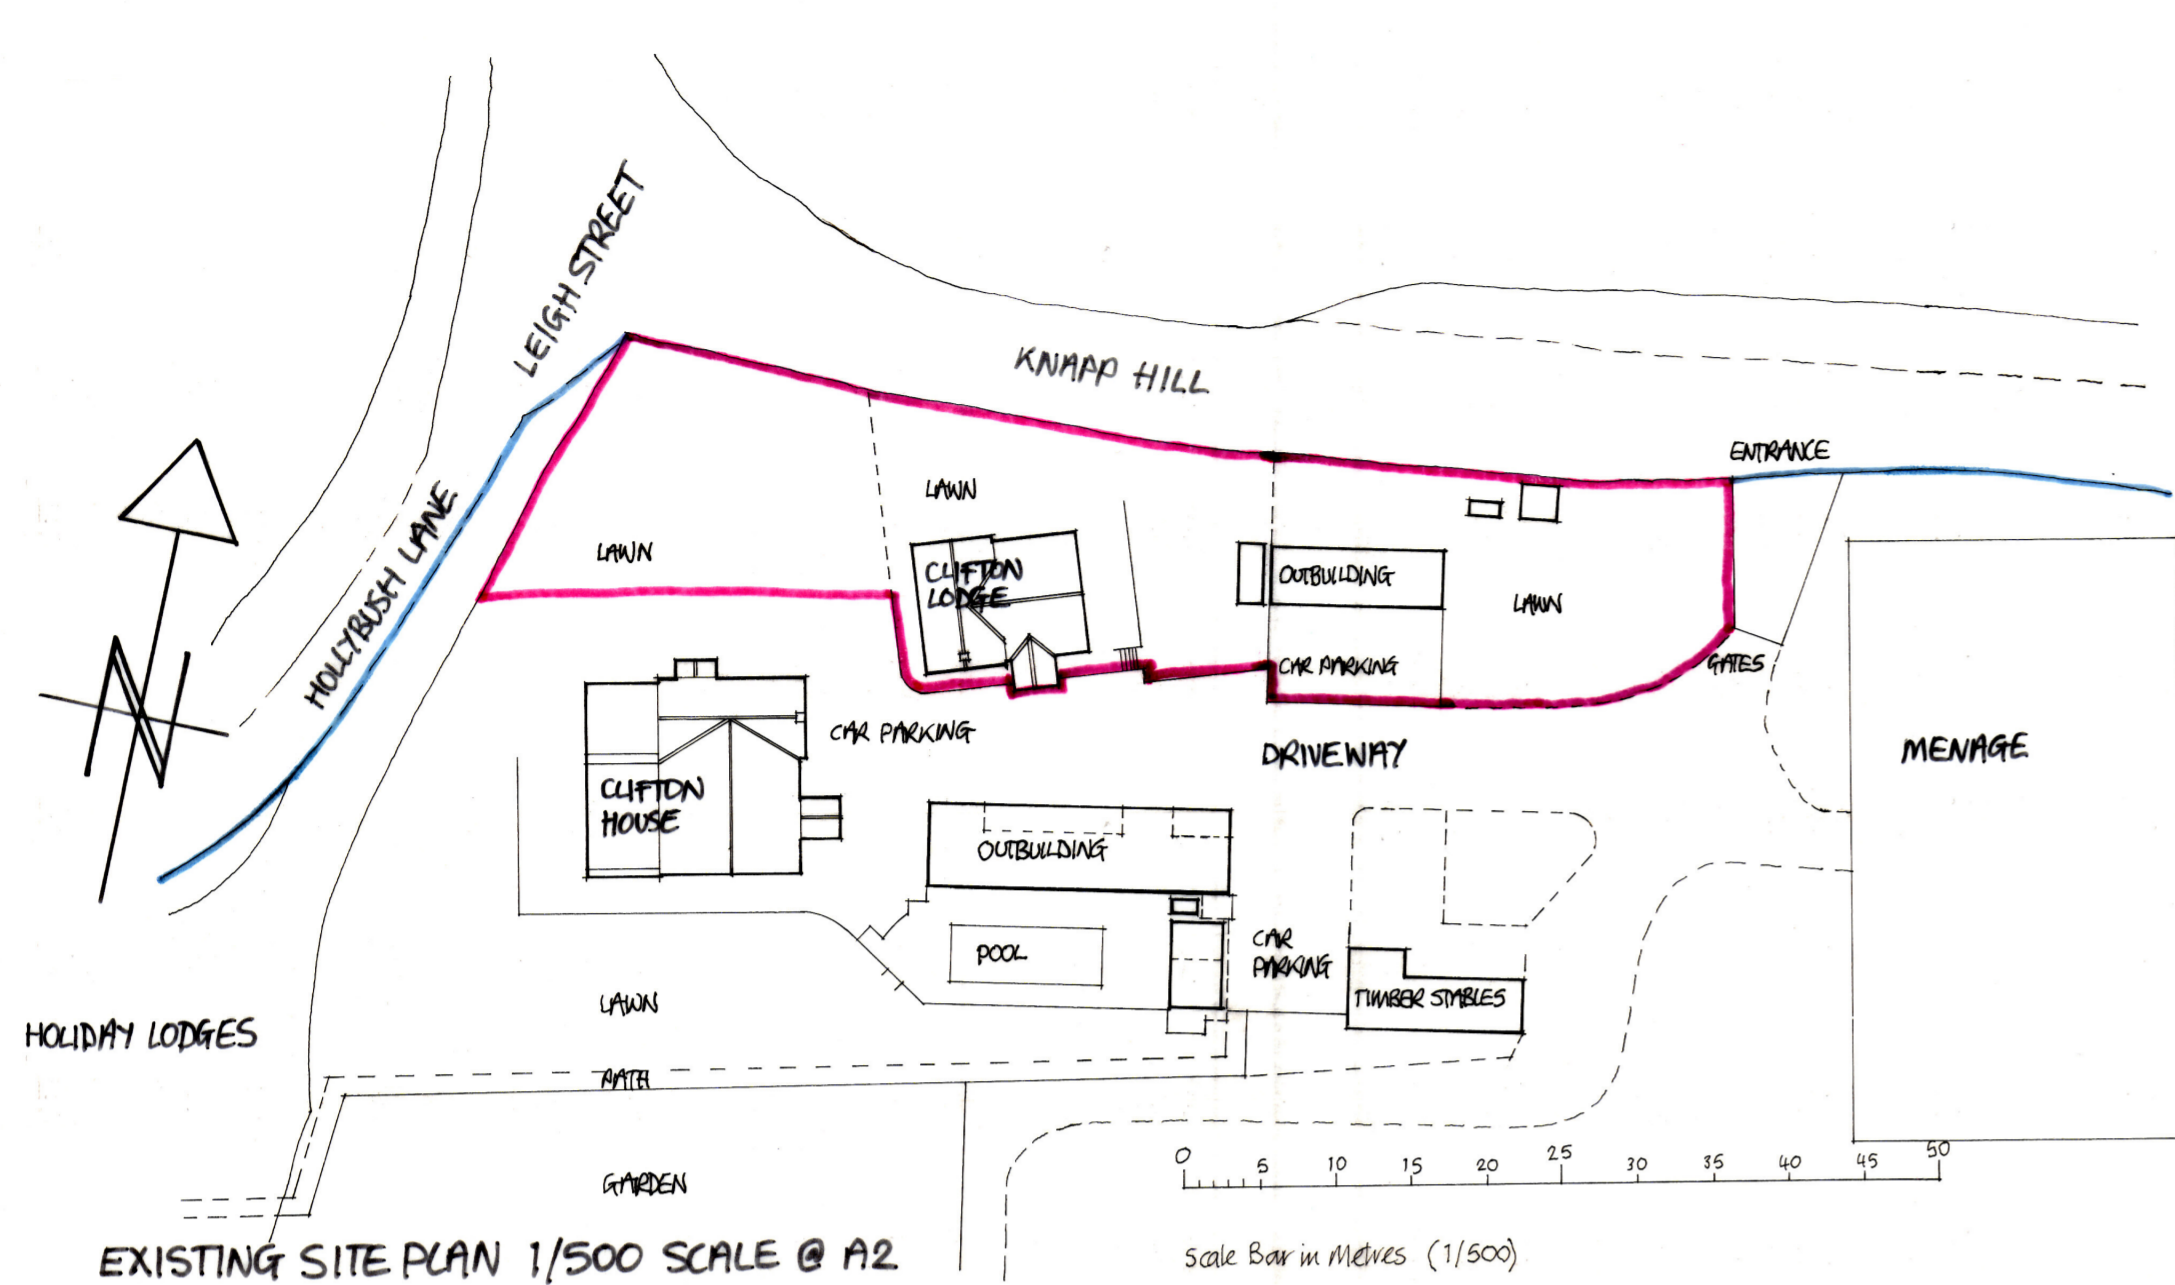 LEIGH STREET
KNAPP HILL
ENTRANCE
HOLLYBUSH LANE
LAWN
LAWN
CLIFTON
LODGE
OUTBUILDING
LAWN
CAR PARKING
GATES
N
CAR PARKING
DRIVEWAY
MENAGE
CLIFTON
HOUSE
OUTBUILDING
POOL
CAR
PARKING
TIMBER STABLES
LAWN
HOLIDAY LODGES
PATH
GARDEN
0 5 10 15 20 25 30 35 40 45 50
EXISTING SITE PLAN 1/500 SCALE @ A2
Scale Bar in Metres (1/500)